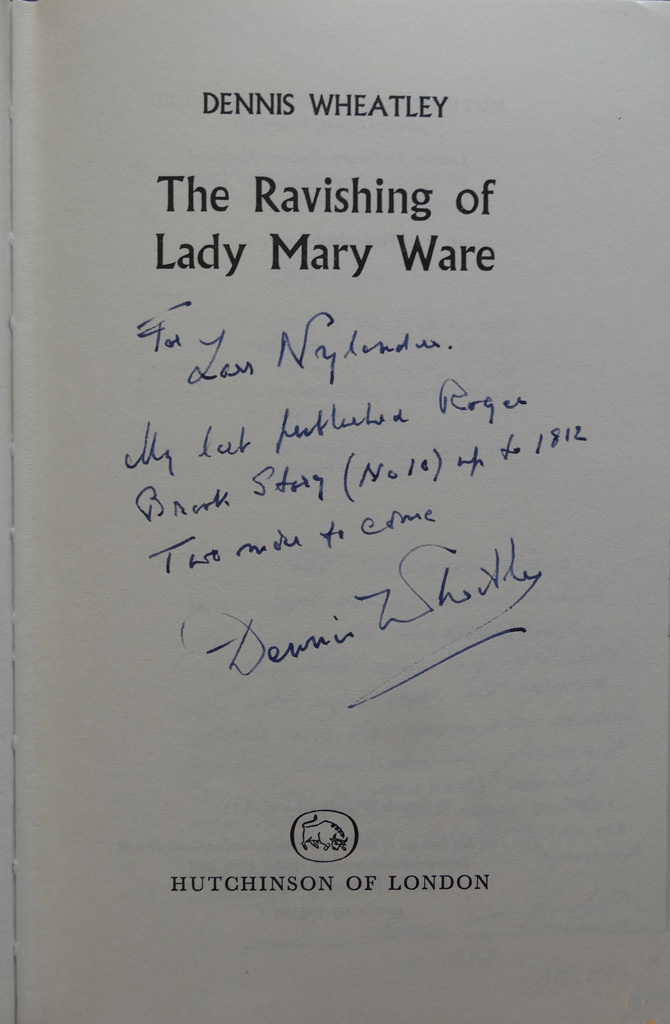 DENNIS WHEATLEY
The Ravishing of
Lady Mary Ware
For
Lars Nylander.
My last published Roger
Brook Story (No 10) up to 1812
Two more to come
Dennis Wheatley
HUTCHINSON OF LONDON